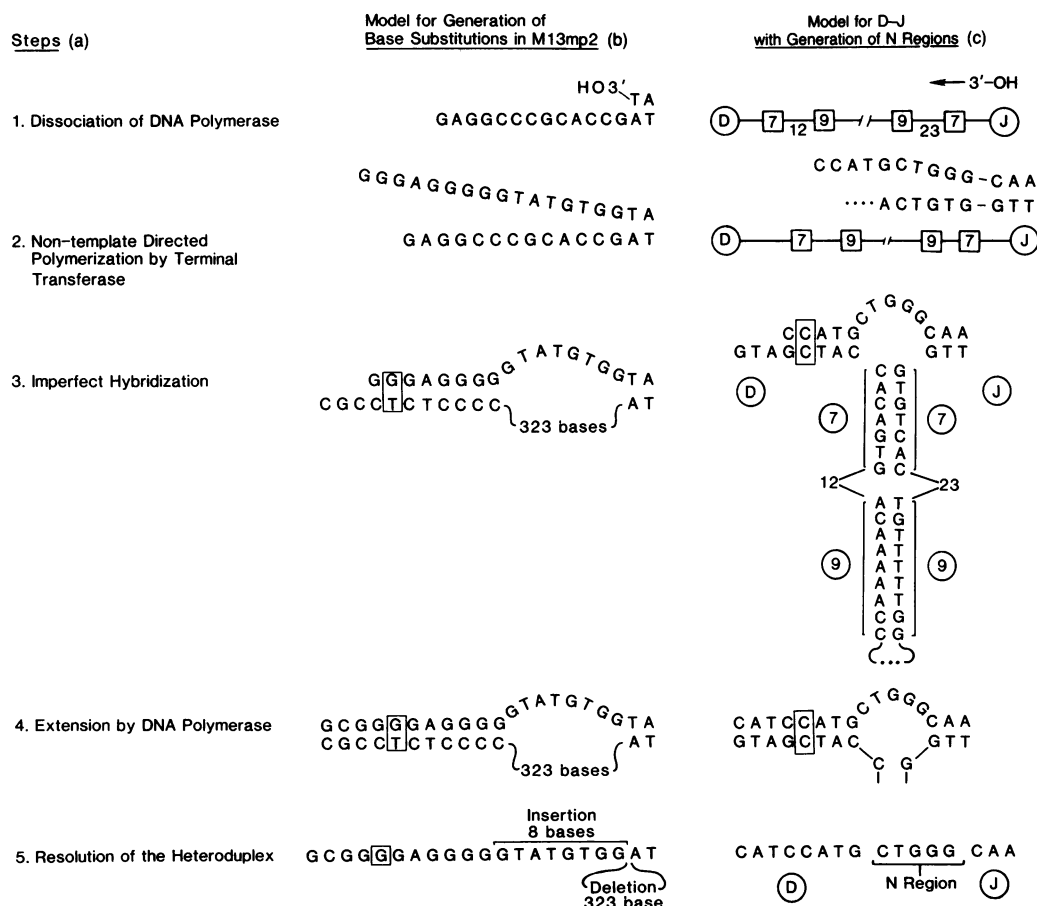 Steps (a)
Model for Generation of
Base Substitutions in M13mp2 (b)
Model for D–J
with Generation of N Regions (c)
1. Dissociation of DNA Polymerase
HO3′
TA
GAGGCCCGCACCGAT
3′-OH
D 7 12 9 // 9 23 7 J
2. Non-template Directed
Polymerization by Terminal
Transferase
GGGAGGGGGTATGTGGTA
GAGGCCCGCACCGAT
CCATGCTGGG-CAA
....ACTGTG-GTT
D 7 9 // 9 7 J
3. Imperfect Hybridization
GGGAGGGGGTATGTGGTA
CGCCTCTCCCC
323 bases
AT
CCATGCTGGGCAA
GTAGCTAC
GTT
D
J
C G
A T
C G
A T
G C
T A
G C
7
7
12
23
A T
C G
A T
A T
A T
A T
A T
C G
C G
9
9
...
4. Extension by DNA Polymerase
GCGGGGAGGGGGTATGTGGTA
CGCCTCTCCCC
323 bases
AT
CATCCATGCTGGGCAA
GTAGCTAC
GTT
C G
5. Resolution of the Heteroduplex
Insertion
8 bases
GCGGGGAGGGGGTATGTGGAT
Deletion
323 base
CATCCATG CTGGG CAA
D
N Region
J